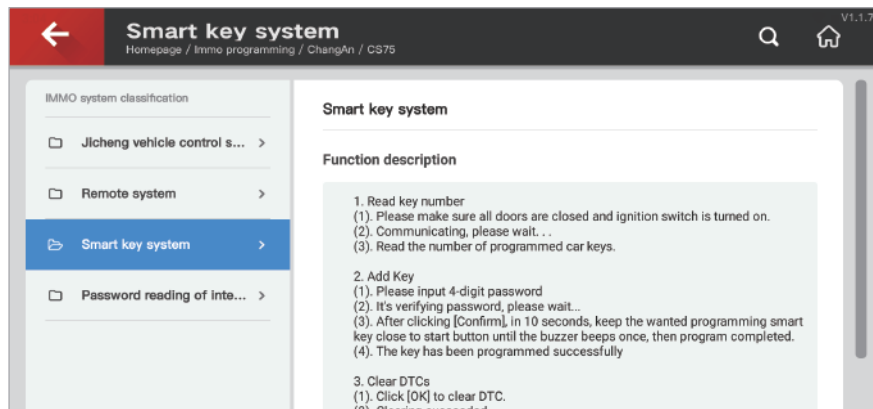 Smart key system
V1.1.7
Homepage / Immo programming / ChangAn / CS75
IMMO system classification
Jicheng vehicle control s...
Remote system
Smart key system
Password reading of inte...
Smart key system
Function description
1. Read key number
(1). Please make sure all doors are closed and ignition switch is turned on.
(2). Communicating, please wait. . .
(3). Read the number of programmed car keys.
2. Add Key
(1). Please input 4-digit password
(2). It's verifying password, please wait...
(3). After clicking [Confirm], in 10 seconds, keep the wanted programming smart
key close to start button until the buzzer beeps once, then program completed.
(4). The key has been programmed successfully
3. Clear DTCs
(1). Click [OK] to clear DTC.
(2). Clearing succeeded